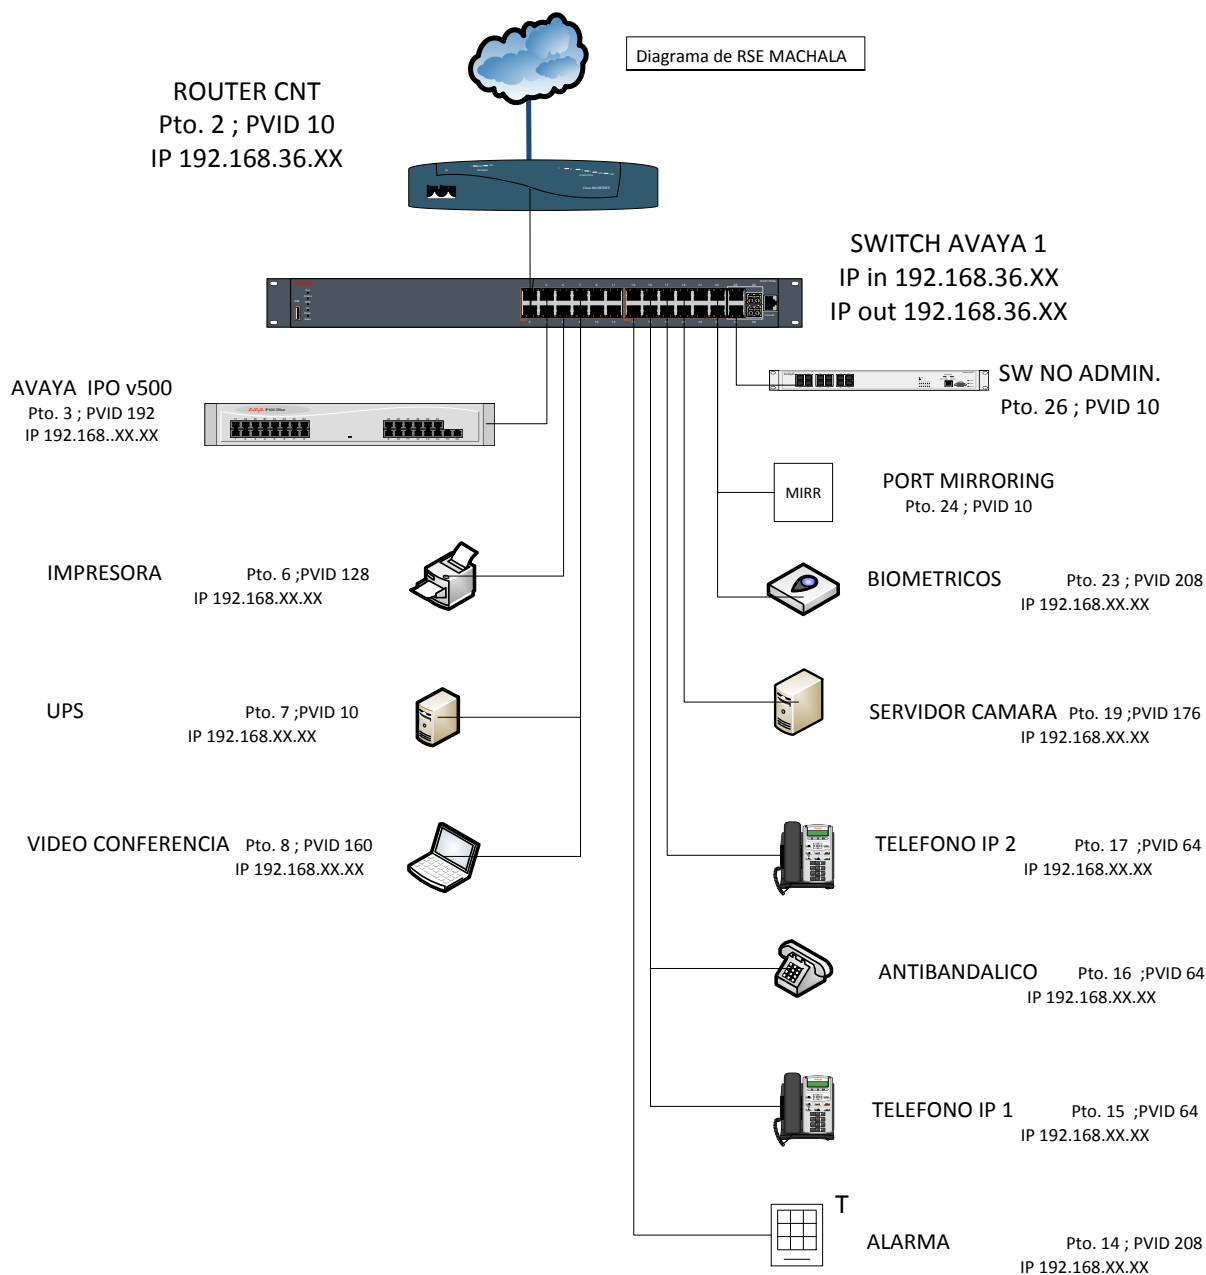 Diagrama de RSE MACHALA
ROUTER CNT
Pto. 2 ; PVID 10
IP 192.168.36.XX
SWITCH AVAYA 1
IP in 192.168.36.XX
IP out 192.168.36.XX
AVAYA IPO v500
Pto. 3 ; PVID 192
IP 192.168..XX.XX
SW NO ADMIN.
Pto. 26 ; PVID 10
MIRR
PORT MIRRORING
Pto. 24 ; PVID 10
IMPRESORA Pto. 6 ;PVID 128
IP 192.168.XX.XX
BIOMETRICOS Pto. 23 ; PVID 208
IP 192.168.XX.XX
UPS Pto. 7 ;PVID 10
IP 192.168.XX.XX
SERVIDOR CAMARA Pto. 19 ;PVID 176
IP 192.168.XX.XX
VIDEO CONFERENCIA Pto. 8 ; PVID 160
IP 192.168.XX.XX
TELEFONO IP 2 Pto. 17 ;PVID 64
IP 192.168.XX.XX
ANTIBANDALICO Pto. 16 ;PVID 64
IP 192.168.XX.XX
TELEFONO IP 1 Pto. 15 ;PVID 64
IP 192.168.XX.XX
T
ALARMA Pto. 14 ; PVID 208
IP 192.168.XX.XX